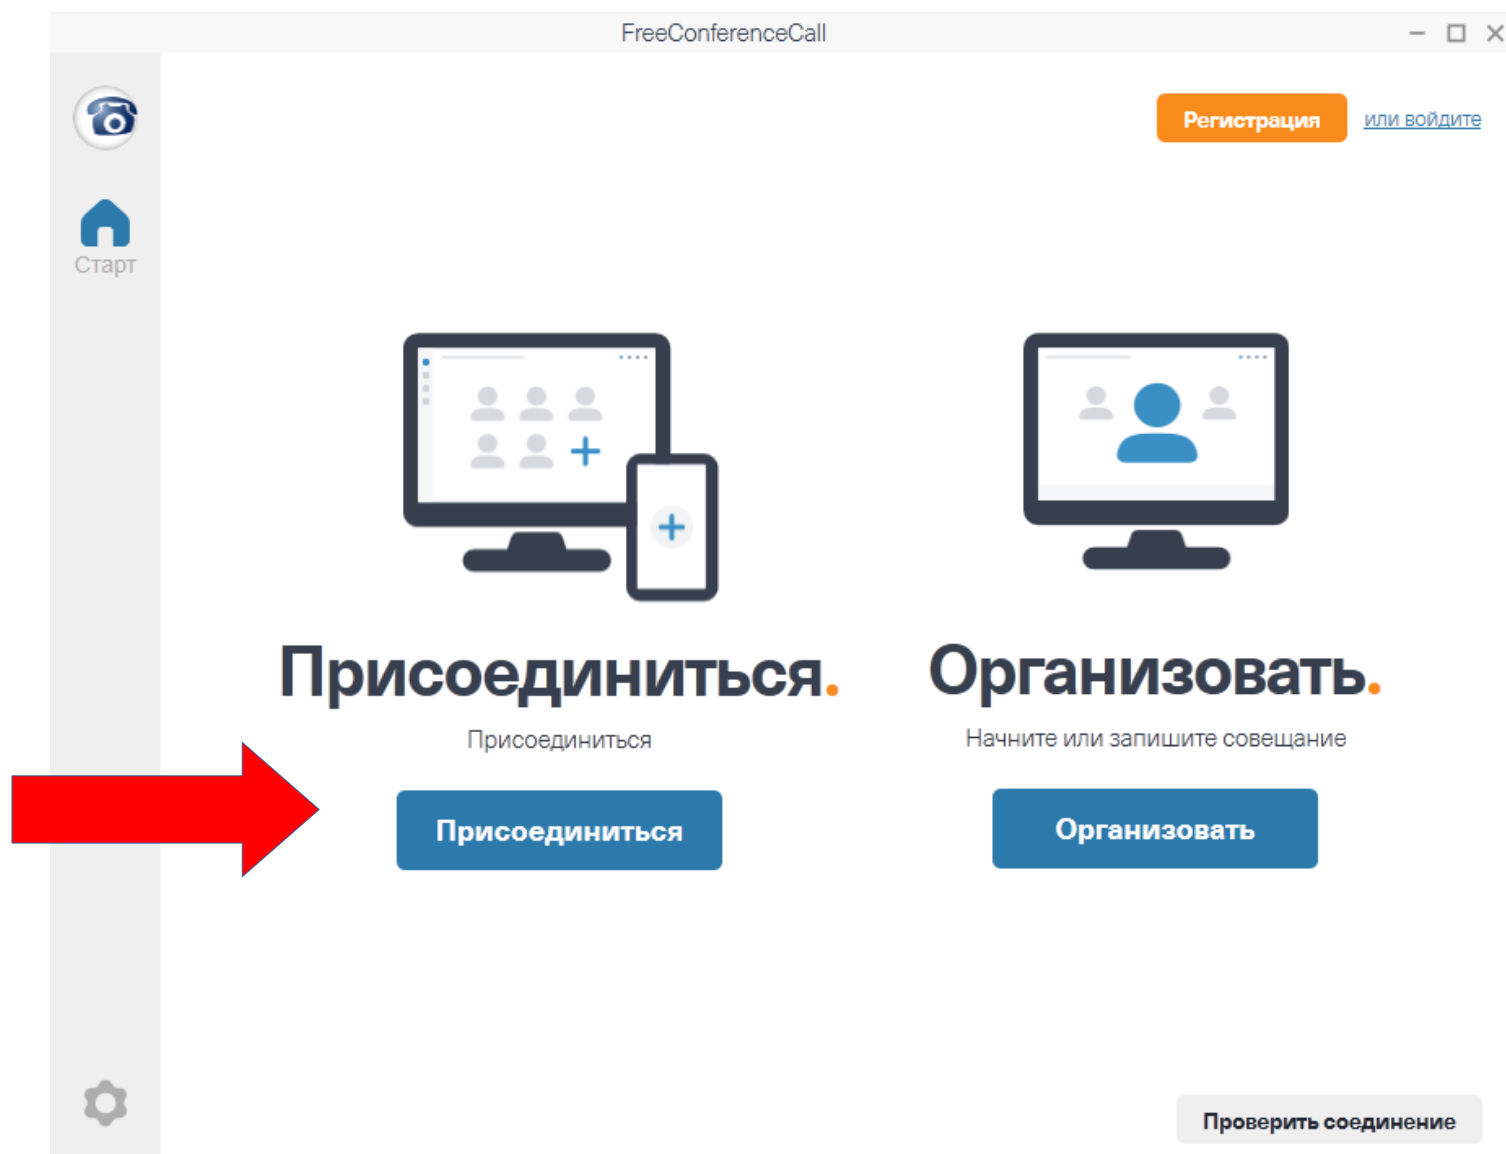 FreeConferenceCall
Регистрация или войдите
Старт
Присоединиться.
Присоединиться
Присоединиться
Организовать.
Начните или запишите совещание
Организовать
Проверить соединение